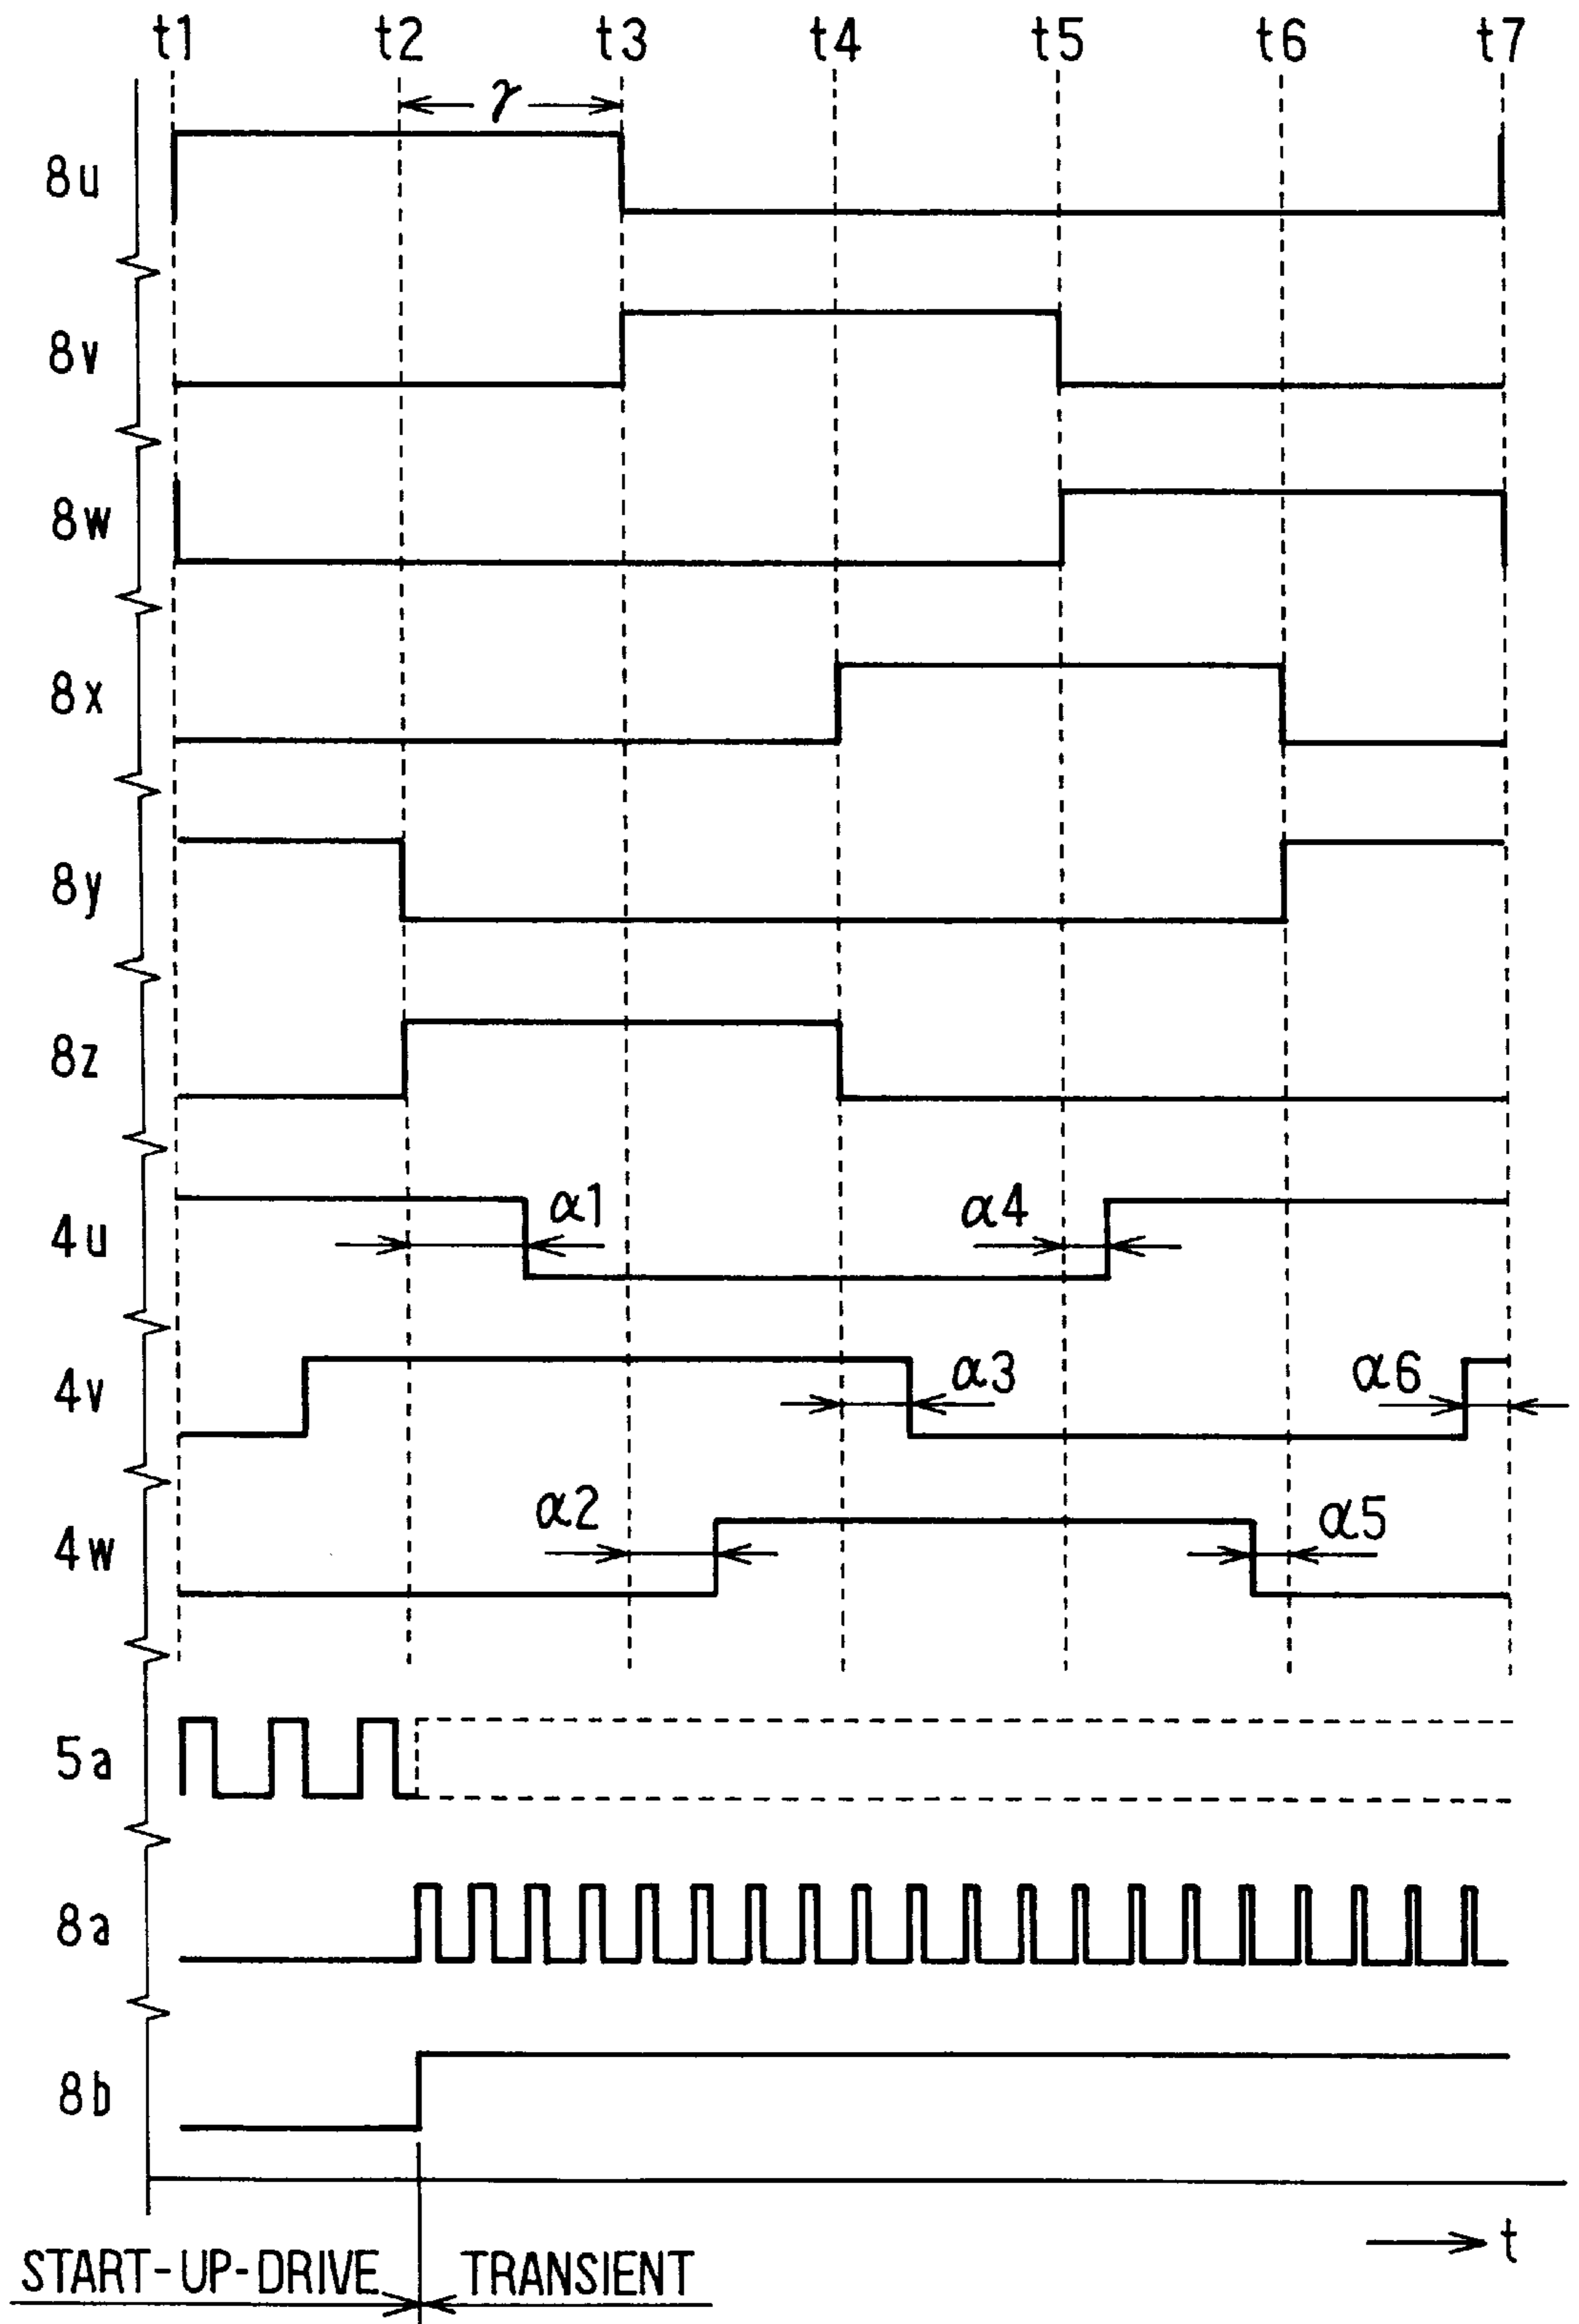 t1 t2 t3 t4 t5 t6 t7
γ
8u
8v
8w
8x
8y
8z
4u α1 α4
4v α3 α6
4w α2 α5
5a
8a
8b
t
START-UP-DRIVE TRANSIENT